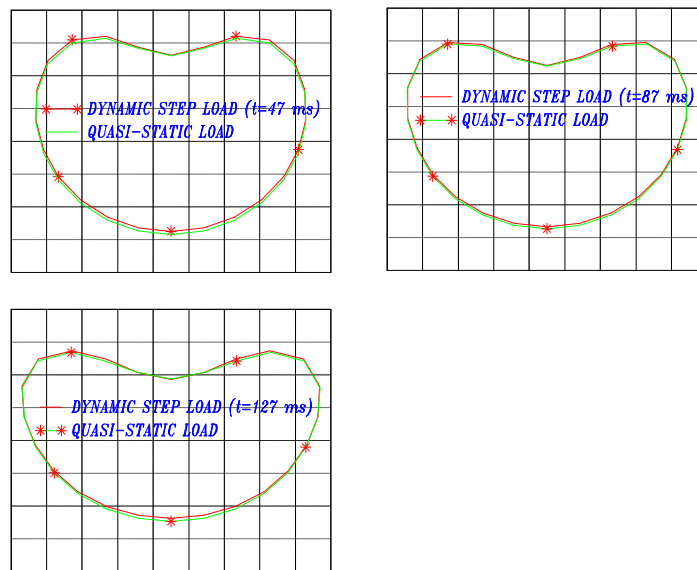 DYNAMIC STEP LOAD (t=47 ms)
QUASI-STATIC LOAD
DYNAMIC STEP LOAD (t=87 ms)
QUASI-STATIC LOAD
DYNAMIC STEP LOAD (t=127 ms)
QUASI-STATIC LOAD